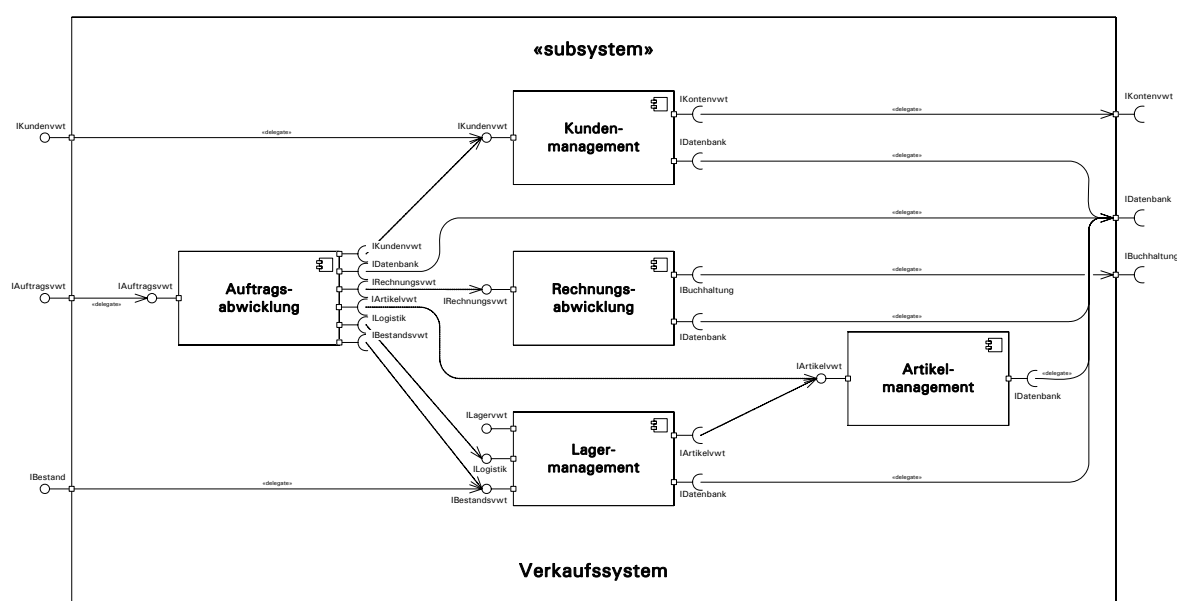 «subsystem»
IKundenvwt
«delegate»
IKundenvwt
Kunden-
management
IKontenvwt
«delegate»
IKontenvwt
IDatenbank
«delegate»
IDatenbank
IAuftragsvwt
«delegate»
IAuftragsvwt
Auftrags-
abwicklung
IKundenvwt
IDatenbank
«delegate»
IRechnungsvwt
IArtikelvwt
ILogistik
IBestandsvwt
IRechnungsvwt
Rechnungs-
abwicklung
«delegate»
IBuchhaltung
IBuchhaltung
«delegate»
IDatenbank
IArtikelvwt
Artikel-
management
«delegate»
IDatenbank
ILagervwt
ILogistik
Lager-
management
IArtikelvwt
IBestand
«delegate»
IBestandsvwt
«delegate»
IDatenbank
Verkaufssystem